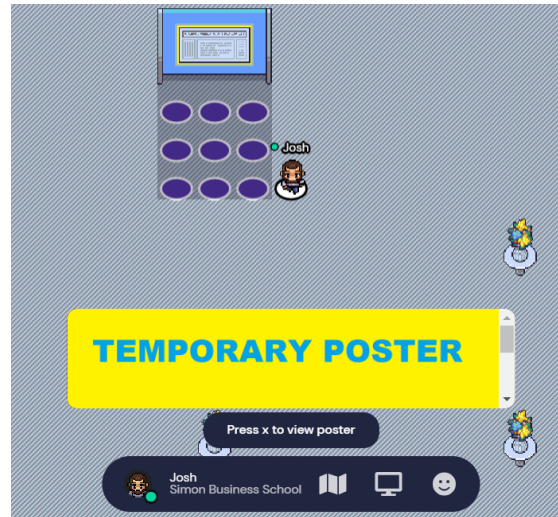 Josh
TEMPORARY POSTER
Press x to view poster
Josh
Simon Business School